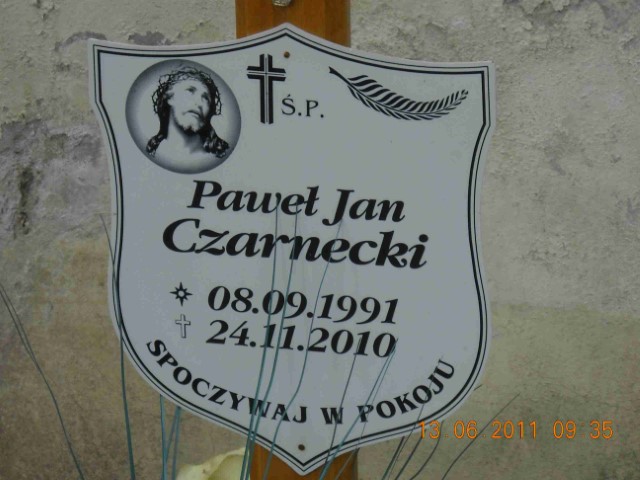 Ś.P.
Paweł Jan
Czarnecki
08.09.1991
24.11.2010
SPOCZYWAJ W POKOJU
13 06 2011 09 35